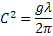 C² = gλ / 2π